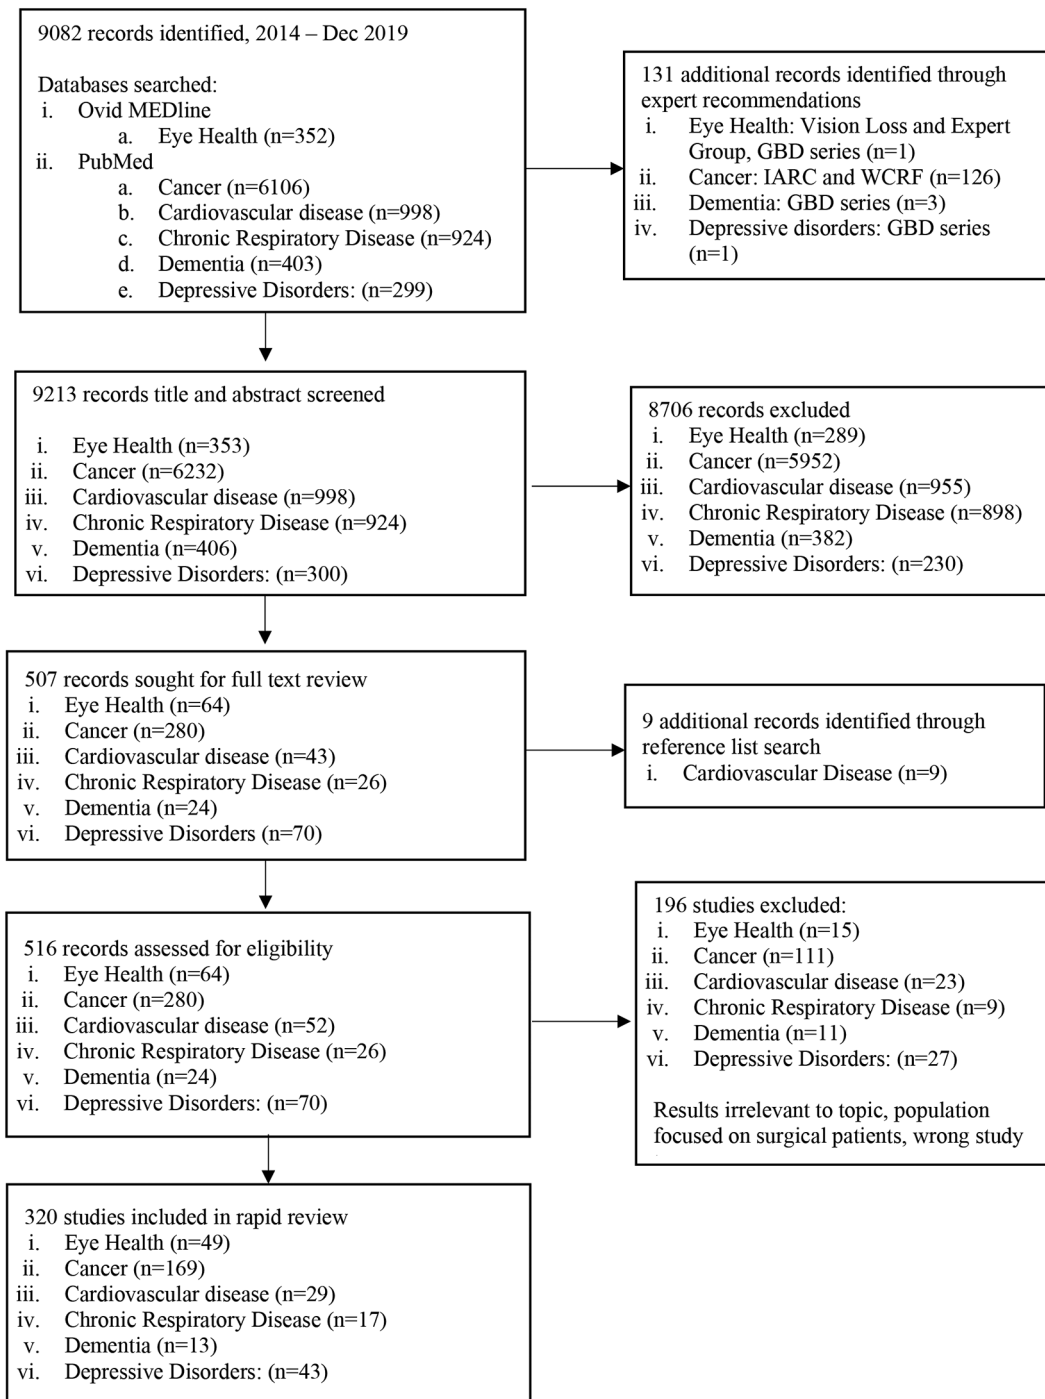 9082 records identified, 2014 – Dec 2019
Databases searched:
i. Ovid MEDline
a. Eye Health (n=352)
ii. PubMed
a. Cancer (n=6106)
b. Cardiovascular disease (n=998)
c. Chronic Respiratory Disease (n=924)
d. Dementia (n=403)
e. Depressive Disorders: (n=299)
131 additional records identified through
expert recommendations
i. Eye Health: Vision Loss and Expert
Group, GBD series (n=1)
ii. Cancer: IARC and WCRF (n=126)
iii. Dementia: GBD series (n=3)
iv. Depressive disorders: GBD series
(n=1)
9213 records title and abstract screened
i. Eye Health (n=353)
ii. Cancer (n=6232)
iii. Cardiovascular disease (n=998)
iv. Chronic Respiratory Disease (n=924)
v. Dementia (n=406)
vi. Depressive Disorders: (n=300)
8706 records excluded
i. Eye Health (n=289)
ii. Cancer (n=5952)
iii. Cardiovascular disease (n=955)
iv. Chronic Respiratory Disease (n=898)
v. Dementia (n=382)
vi. Depressive Disorders: (n=230)
507 records sought for full text review
i. Eye Health (n=64)
ii. Cancer (n=280)
iii. Cardiovascular disease (n=43)
iv. Chronic Respiratory Disease (n=26)
v. Dementia (n=24)
vi. Depressive Disorders (n=70)
9 additional records identified through
reference list search
i. Cardiovascular Disease (n=9)
516 records assessed for eligibility
i. Eye Health (n=64)
ii. Cancer (n=280)
iii. Cardiovascular disease (n=52)
iv. Chronic Respiratory Disease (n=26)
v. Dementia (n=24)
vi. Depressive Disorders: (n=70)
196 studies excluded:
i. Eye Health (n=15)
ii. Cancer (n=111)
iii. Cardiovascular disease (n=23)
iv. Chronic Respiratory Disease (n=9)
v. Dementia (n=11)
vi. Depressive Disorders: (n=27)
Results irrelevant to topic, population
focused on surgical patients, wrong study
320 studies included in rapid review
i. Eye Health (n=49)
ii. Cancer (n=169)
iii. Cardiovascular disease (n=29)
iv. Chronic Respiratory Disease (n=17)
v. Dementia (n=13)
vi. Depressive Disorders: (n=43)